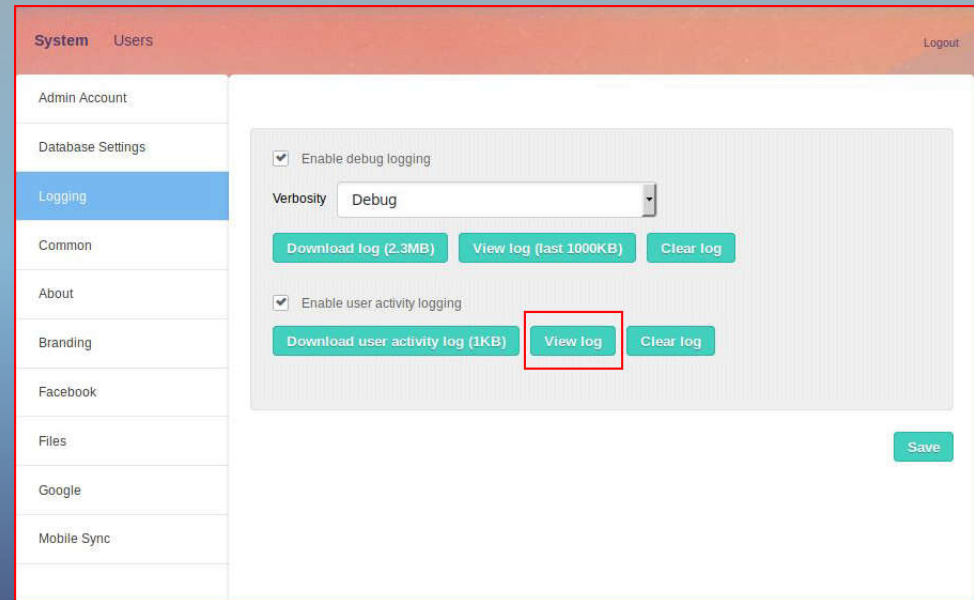 System Users
Logout
Admin Account
Database Settings
Logging
Common
About
Branding
Facebook
Files
Google
Mobile Sync
Enable debug logging
Verbosity Debug
Download log (2.3MB) View log (last 1000KB) Clear log
Enable user activity logging
Download user activity log (1KB) View log Clear log
Save